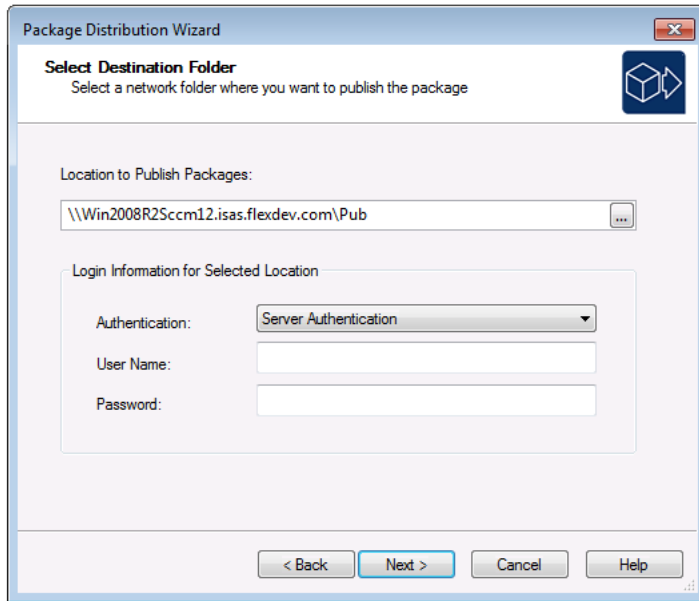 Package Distribution Wizard
Select Destination Folder
Select a network folder where you want to publish the package
Location to Publish Packages:
\\Win2008R2Sccm12.isas.flexdev.com\Pub
...
Login Information for Selected Location
Authentication:
Server Authentication
User Name:
Password:
< Back
Next >
Cancel
Help